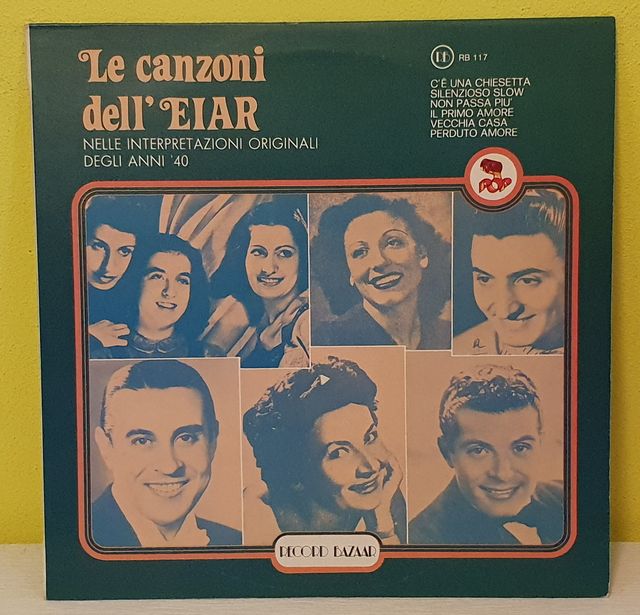 Le canzoni
dell'EIAR
NELLE INTERPRETAZIONI ORIGINALI
DEGLI ANNI '40
RB RB 117
C'È UNA CHIESETTA
SILENZIOSO SLOW
NON PASSA PIU'
IL PRIMO AMORE
VECCHIA CASA
PERDUTO AMORE
POP
RECORD BAZAAR